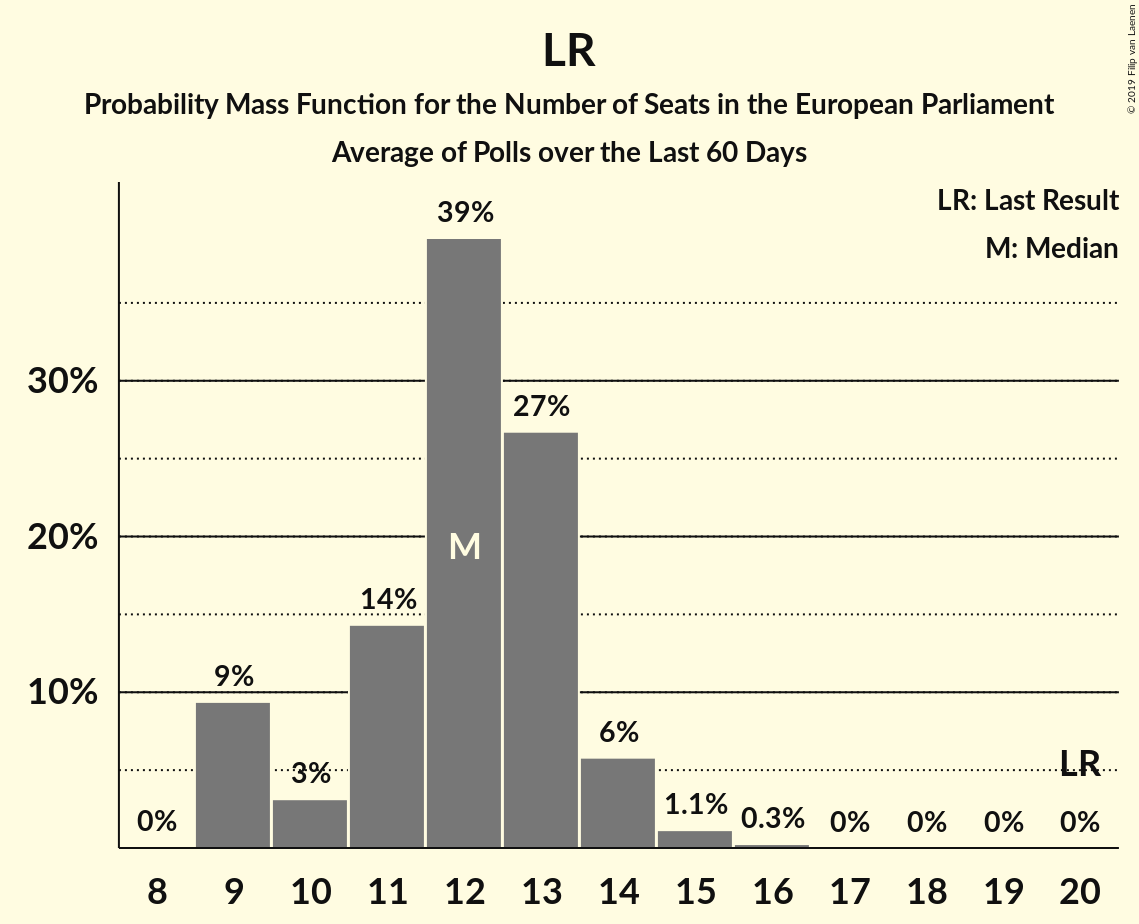 LR
Probability Mass Function for the Number of Seats in the European Parliament
Average of Polls over the Last 60 Days
© 2019 Filip van Laenen
LR: Last Result
M: Median
39%
30%
27%
20%
M
14%
9%
10%
6%
LR
3%
0%
1.1%
0.3%
0%
0%
0%
0%
8 9 10 11 12 13 14 15 16 17 18 19 20